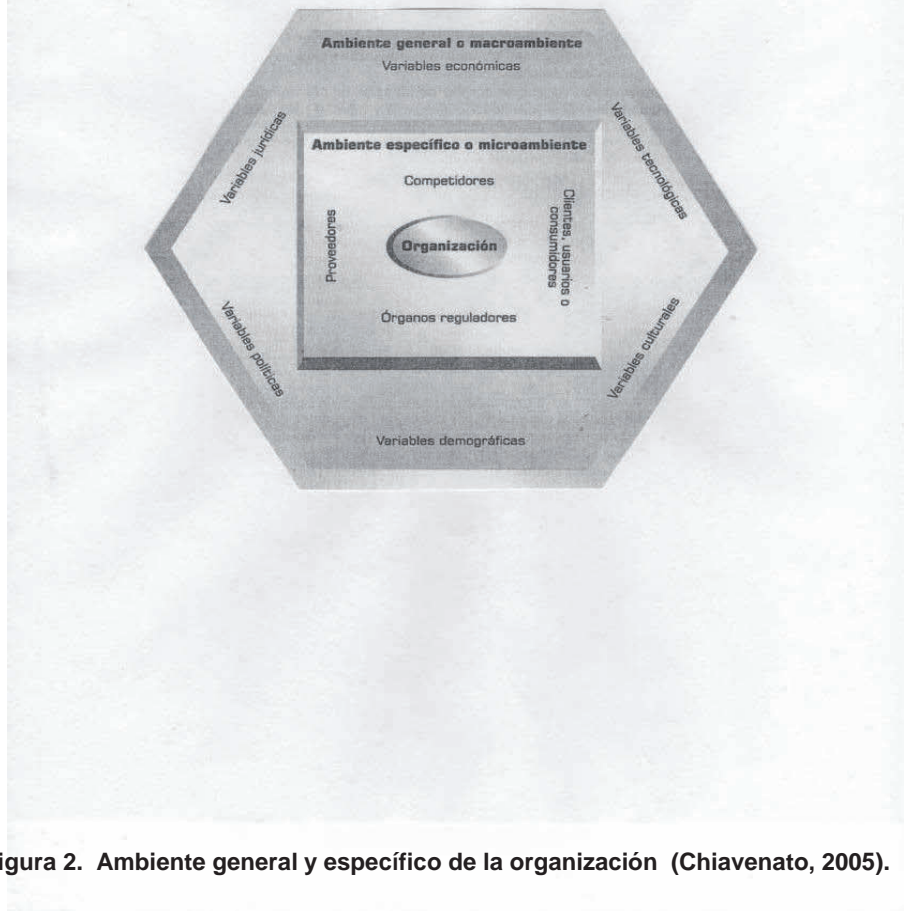 Ambiente general o macroambiente
Variables económicas
Variables jurídicas
Variables tecnológicas
Ambiente específico o microambiente
Competidores
Proveedores
Organización
Clientes, usuarios o
consumidores
Órganos reguladores
Variables políticas
Variables culturales
Variables demográficas
igura 2. Ambiente general y específico de la organización (Chiavenato, 2005).